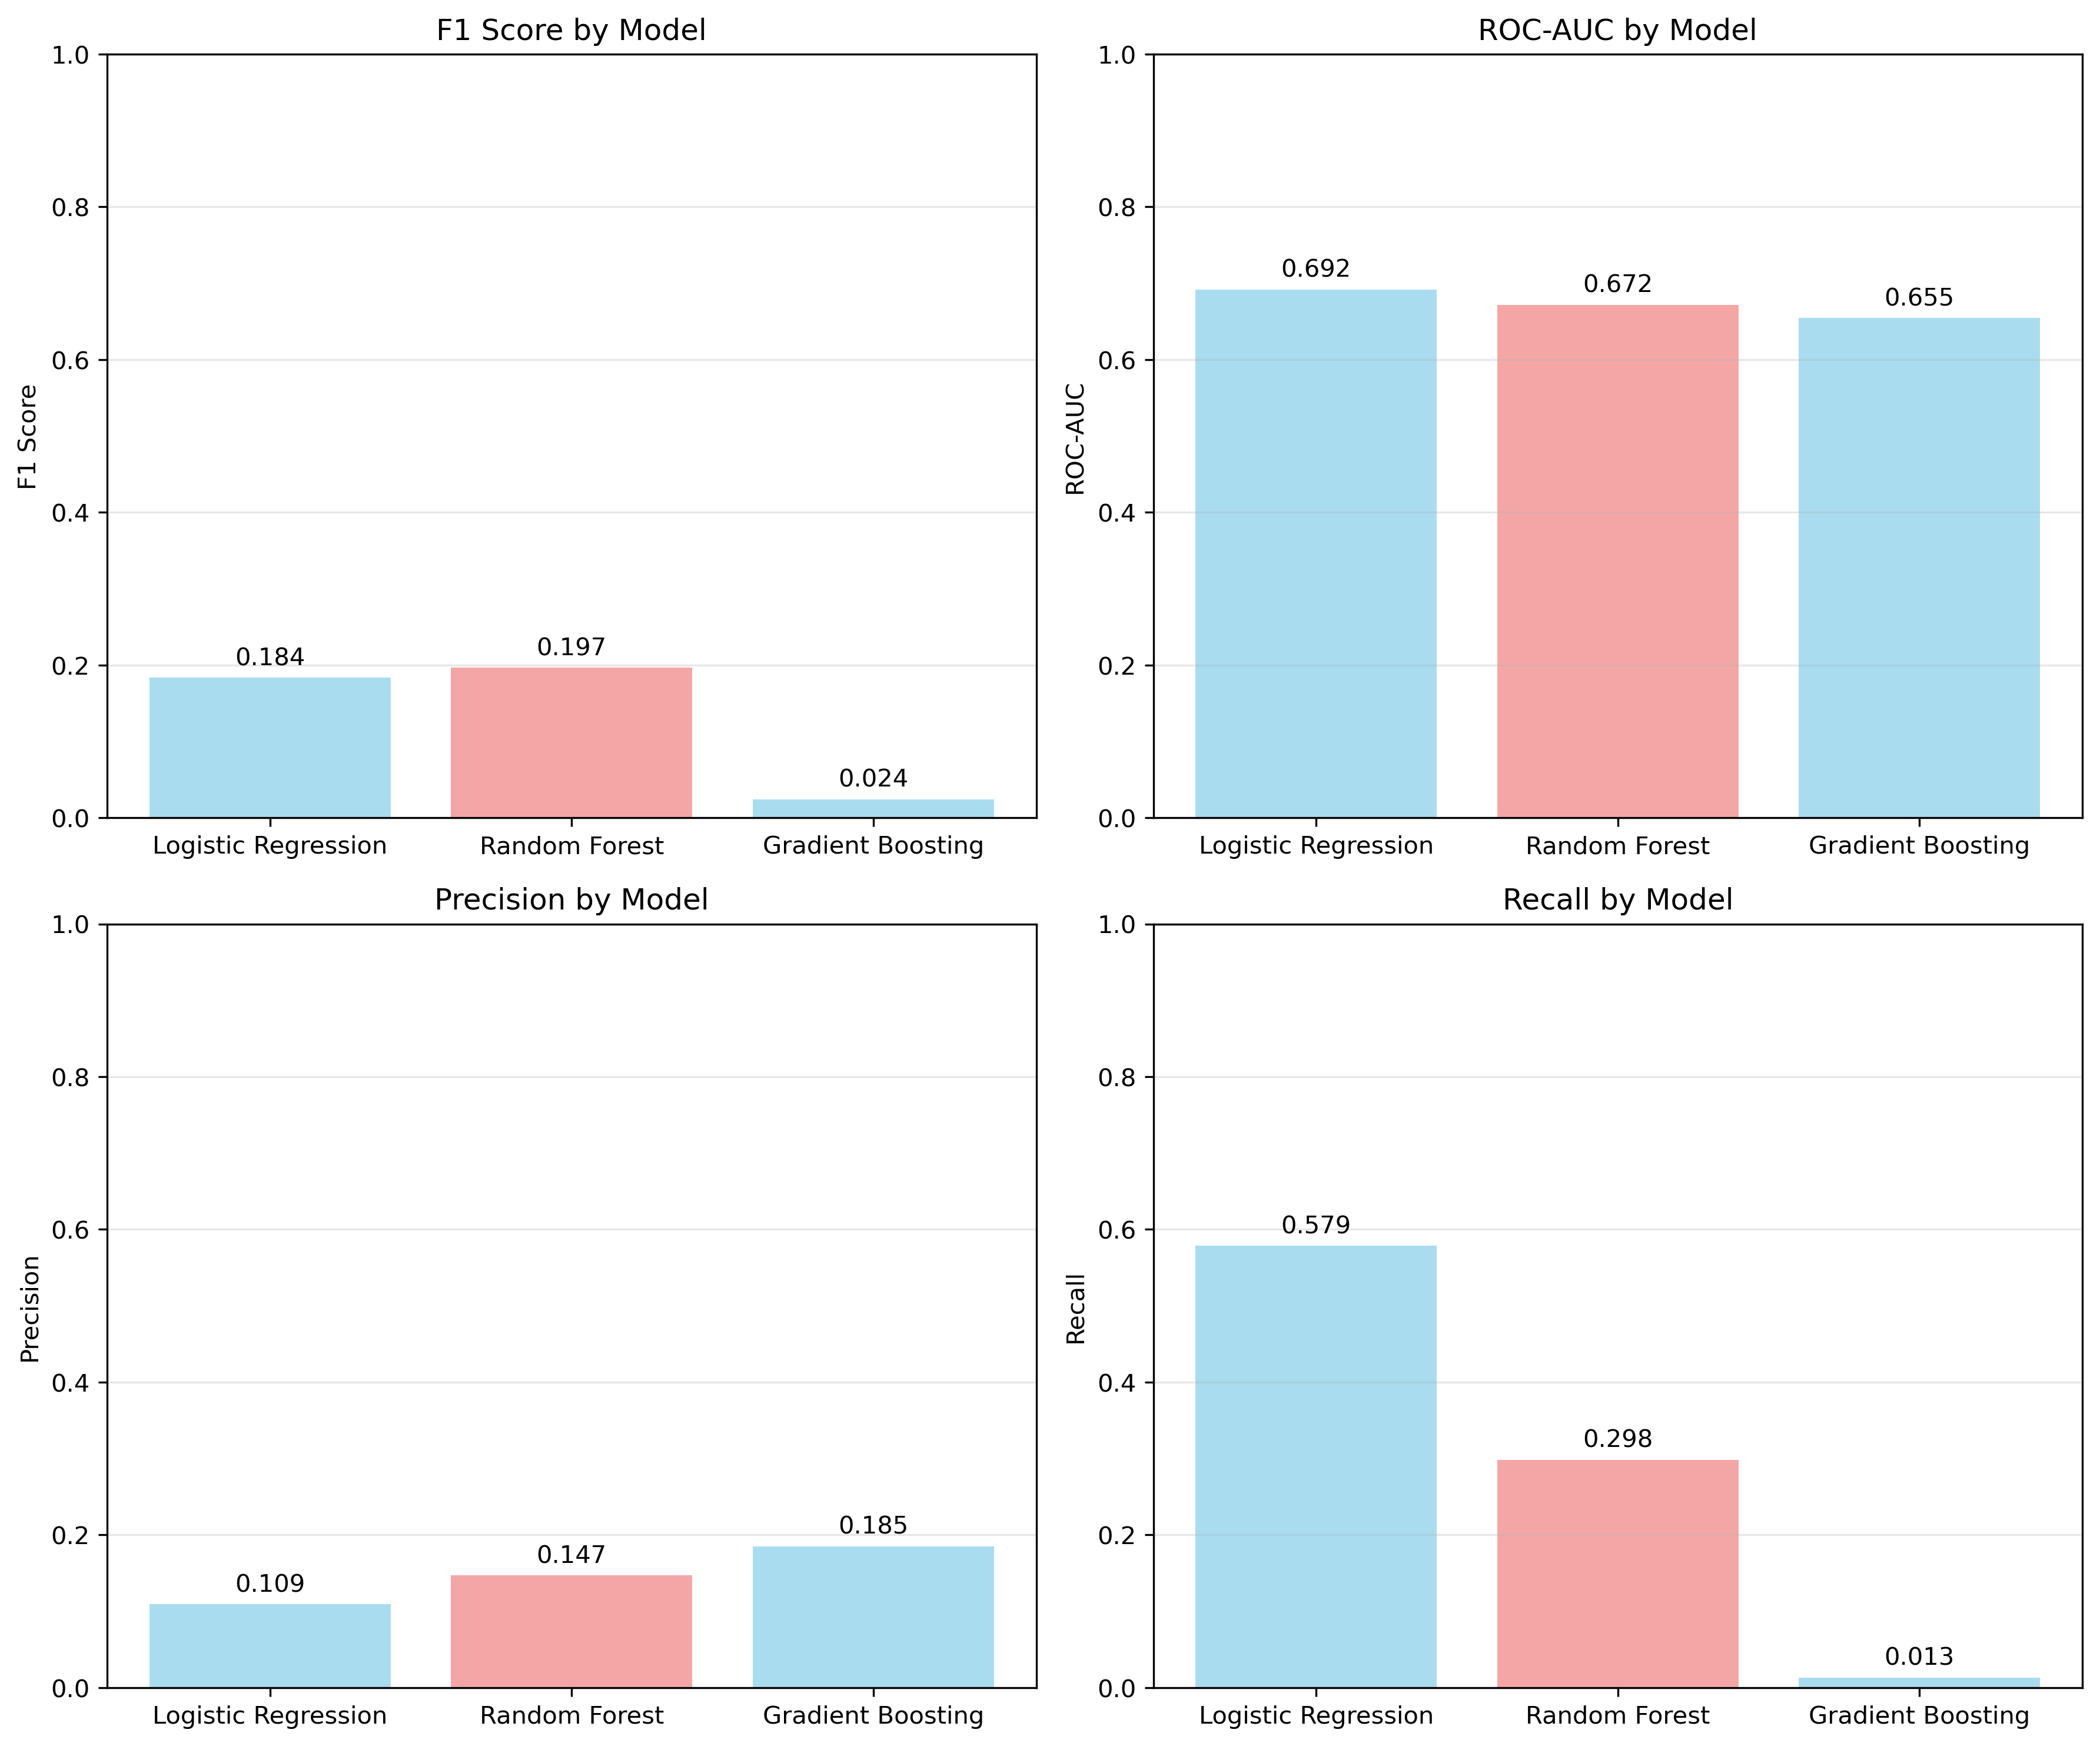 F1 Score by Model
1.0
0.8
0.6
0.4
0.2
0.0
F1 Score
0.184
0.197
0.024
Logistic Regression
Random Forest
Gradient Boosting
ROC-AUC by Model
1.0
0.8
0.6
0.4
0.2
0.0
ROC-AUC
0.692
0.672
0.655
Logistic Regression
Random Forest
Gradient Boosting
Precision by Model
1.0
0.8
0.6
0.4
0.2
0.0
Precision
0.109
0.147
0.185
Logistic Regression
Random Forest
Gradient Boosting
Recall by Model
1.0
0.8
0.6
0.4
0.2
0.0
Recall
0.579
0.298
0.013
Logistic Regression
Random Forest
Gradient Boosting